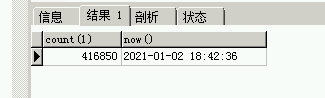 信息 结果 1 剖析 状态
count(1) now()
416850 2021-01-02 18:42:36